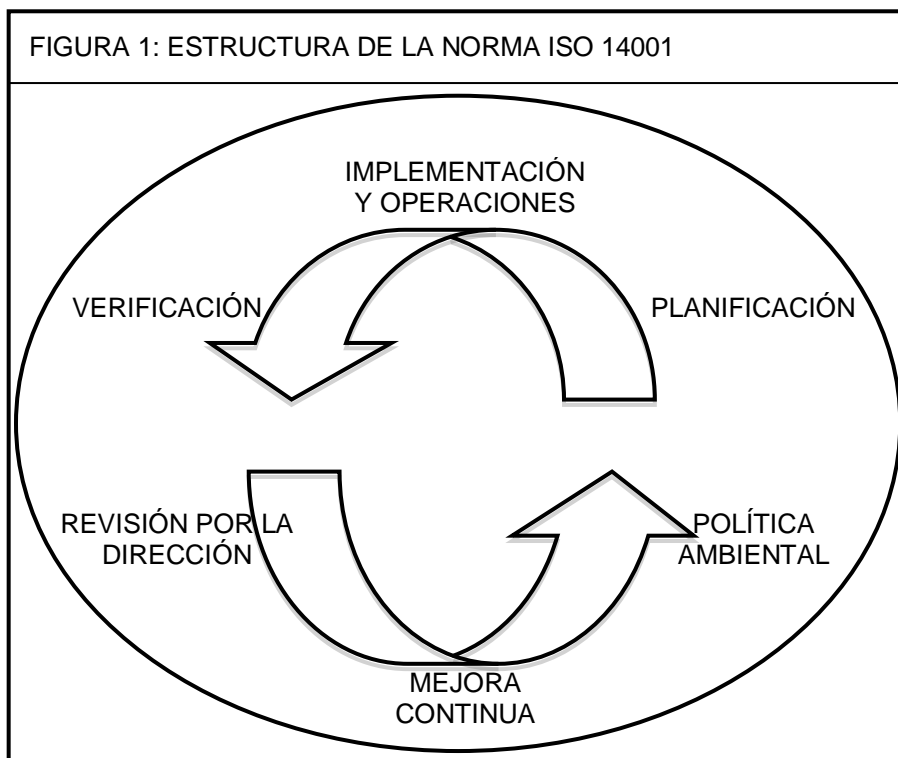 FIGURA 1: ESTRUCTURA DE LA NORMA ISO 14001
IMPLEMENTACIÓN
Y OPERACIONES
VERIFICACIÓN
PLANIFICACIÓN
REVISIÓN POR LA
DIRECCIÓN
POLÍTICA
AMBIENTAL
MEJORA
CONTINUA